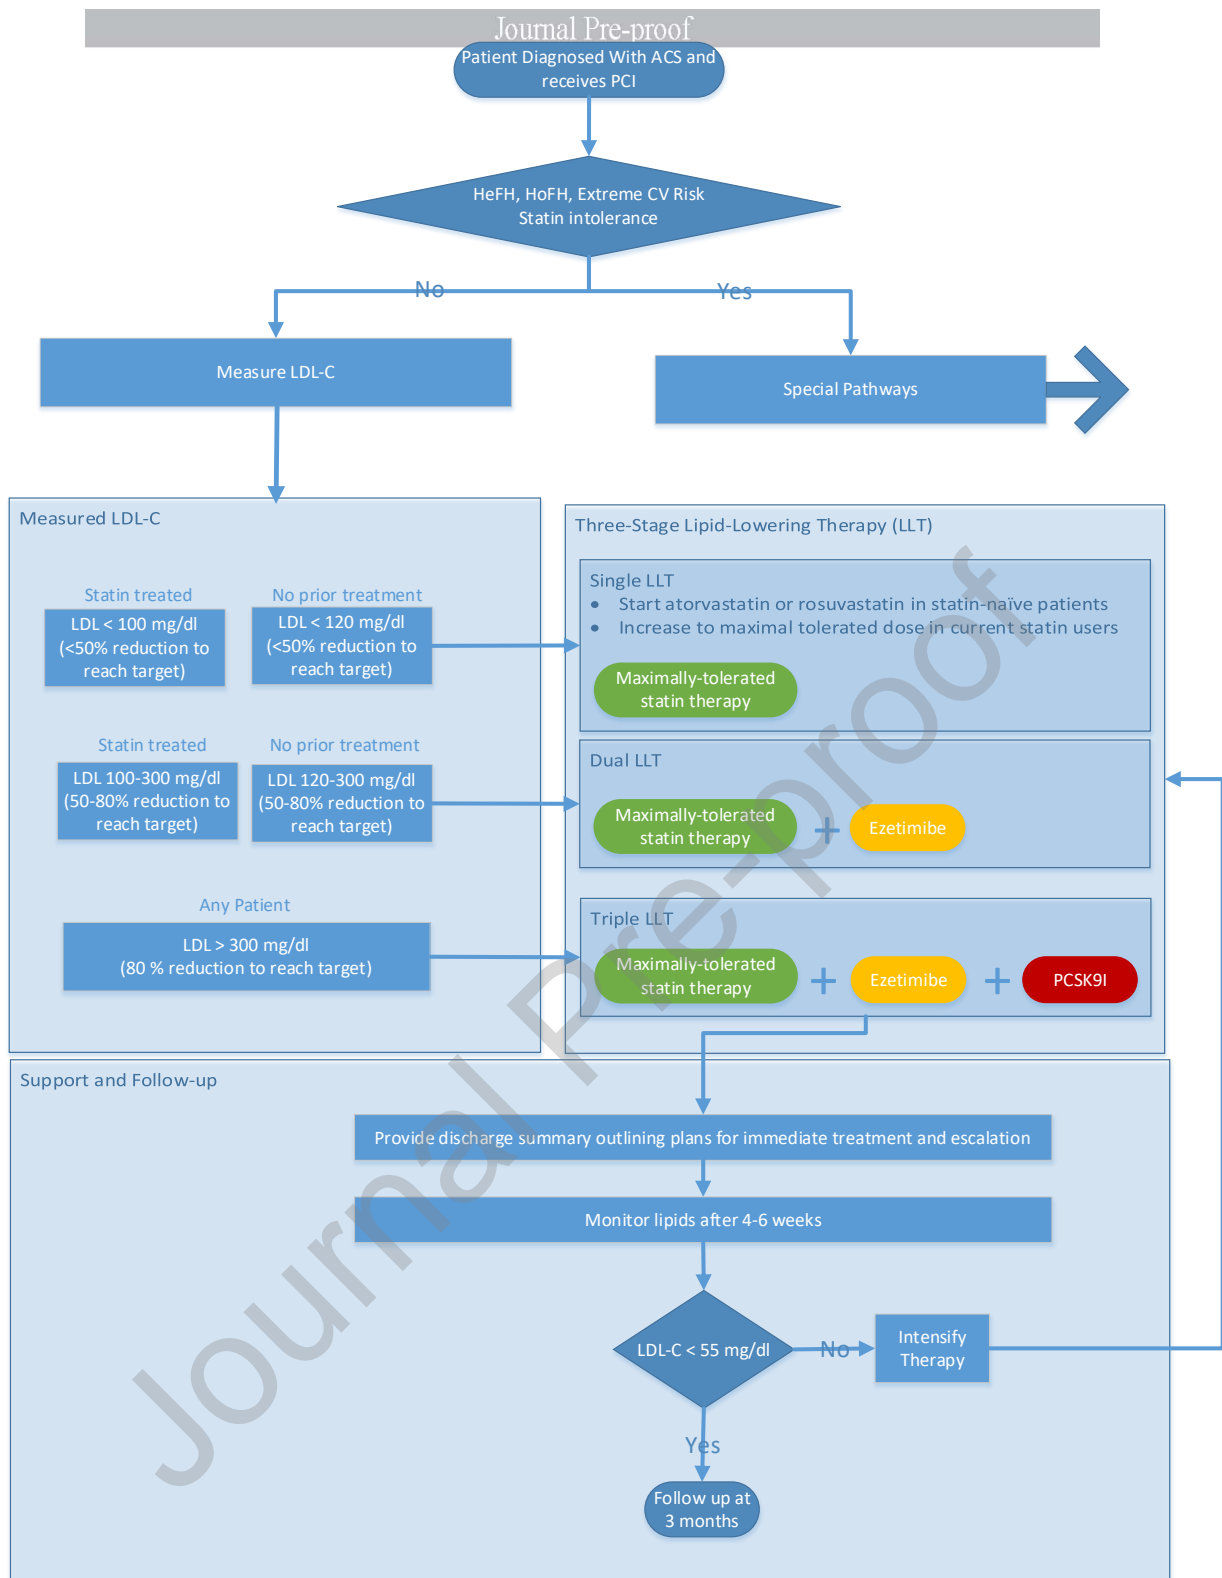 Journal Pre-proof
Patient Diagnosed With ACS and
receives PCI
HeFH, HoFH, Extreme CV Risk
Statin intolerance
No
Yes
Measure LDL-C
Special Pathways
Measured LDL-C
Statin treated
No prior treatment
LDL < 100 mg/dl
(<50% reduction to
reach target)
LDL < 120 mg/dl
(<50% reduction to
reach target)
Statin treated
No prior treatment
LDL 100-300 mg/dl
(50-80% reduction to
reach target)
LDL 120-300 mg/dl
(50-80% reduction to
reach target)
Any Patient
LDL > 300 mg/dl
(80 % reduction to reach target)
Three-Stage Lipid-Lowering Therapy (LLT)
Single LLT
• Start atorvastatin or rosuvastatin in statin-naïve patients
• Increase to maximal tolerated dose in current statin users
Maximally-tolerated
statin therapy
Dual LLT
Maximally-tolerated
statin therapy
+
Ezetimibe
Triple LLT
Maximally-tolerated
statin therapy
+
Ezetimibe
+
PCSK9I
Support and Follow-up
Provide discharge summary outlining plans for immediate treatment and escalation
Monitor lipids after 4-6 weeks
LDL-C < 55 mg/dl
No
Intensify
Therapy
Yes
Follow up at
3 months
Journal Pre-proof